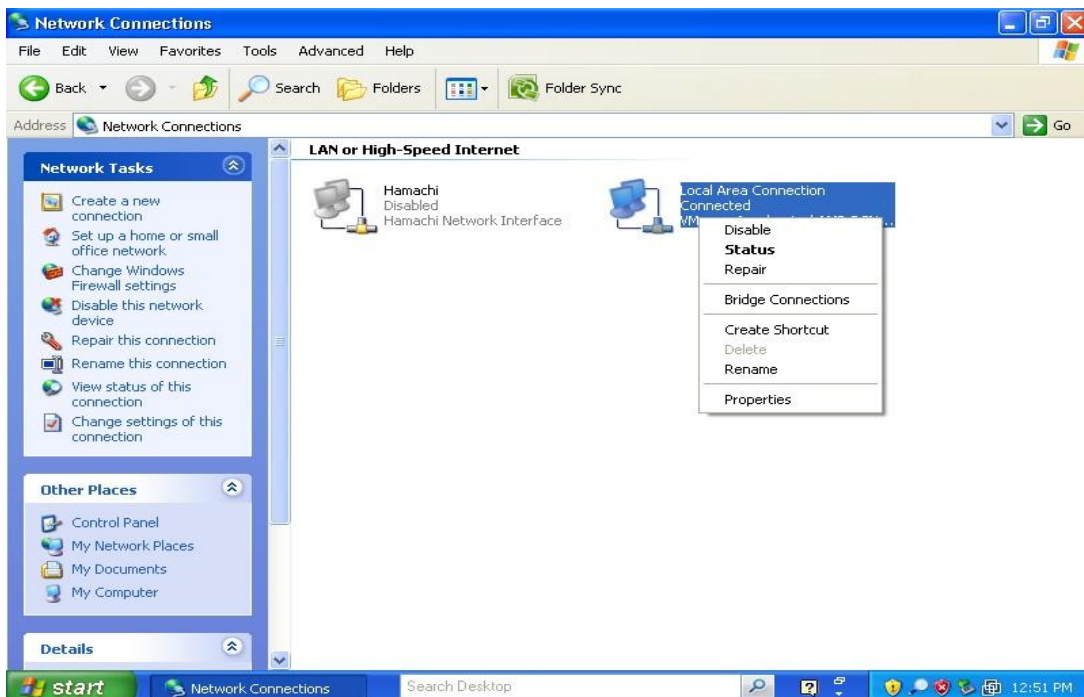 Network Connections
File Edit View Favorites Tools Advanced Help
Back Search Folders Folder Sync
Address Network Connections Go
Network Tasks
Create a new
connection
Set up a home or small
office network
Change Windows
Firewall settings
Disable this network
device
Repair this connection
Rename this connection
View status of this
connection
Change settings of this
connection
Other Places
Control Panel
My Network Places
My Documents
My Computer
Details
LAN or High-Speed Internet
Hamachi
Disabled
Hamachi Network Interface
Local Area Connection
Connected
Disable
Status
Repair
Bridge Connections
Create Shortcut
Delete
Rename
Properties
start Network Connections Search Desktop 12:51 PM